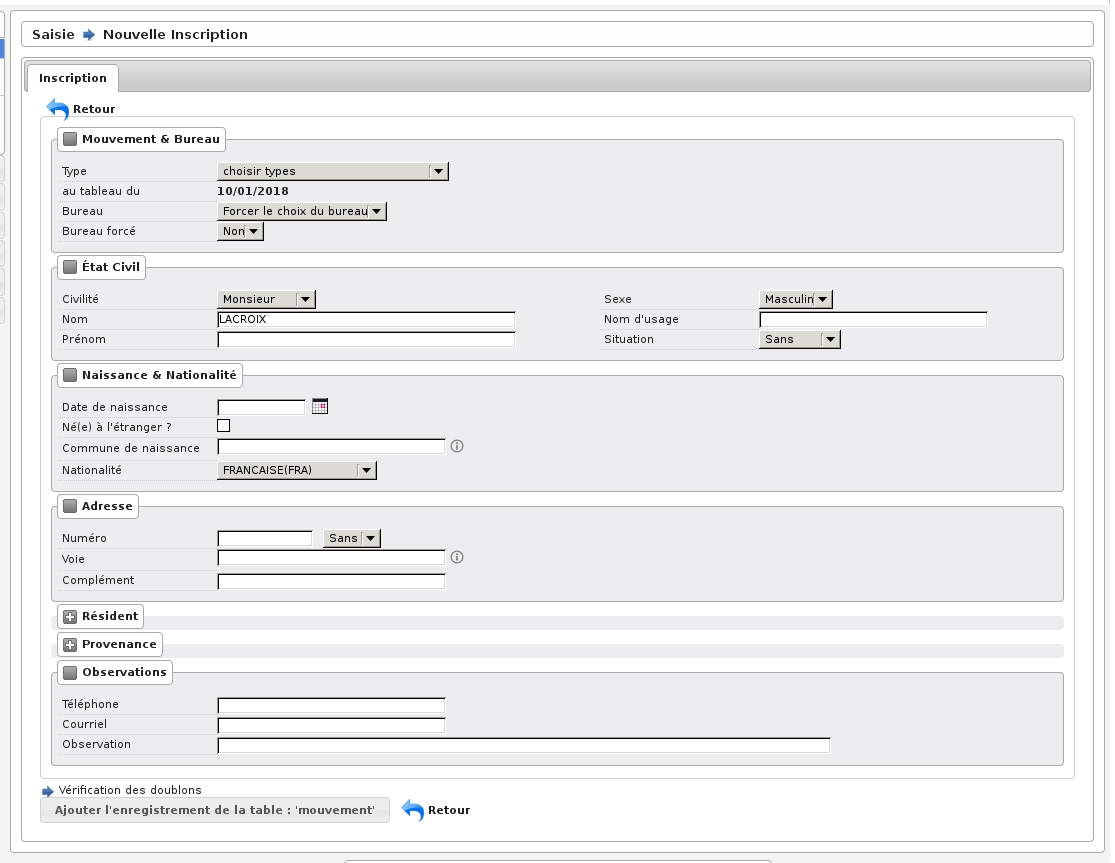 Saisie Nouvelle Inscription
Inscription
Retour
Mouvement & Bureau
Type choisir types
au tableau du 10/01/2018
Bureau Forcer le choix du bureau
Bureau forcé Non
État Civil
Civilité Monsieur Sexe Masculin
Nom LACROIX Nom d'usage
Prénom Situation Sans
Naissance & Nationalité
Date de naissance
Né(e) à l'étranger ?
Commune de naissance
Nationalité FRANCAISE(FRA)
Adresse
Numéro Sans
Voie
Complément
Résident
Provenance
Observations
Téléphone
Courriel
Observation
Vérification des doublons
Ajouter l'enregistrement de la table : 'mouvement' Retour